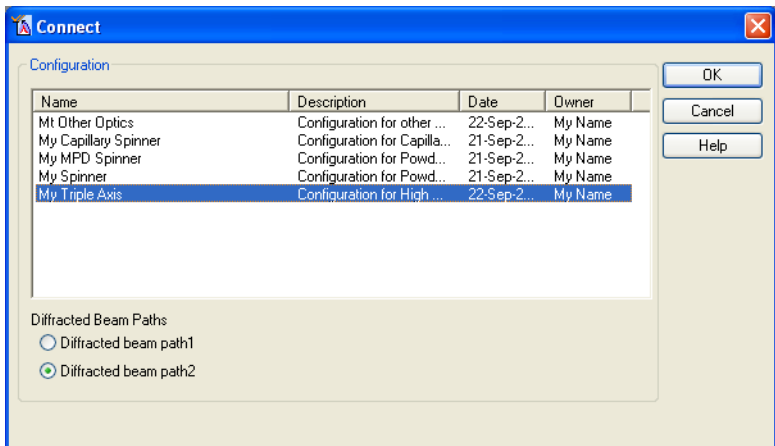 Connect
Configuration
OK
Cancel
Help
Name Description Date Owner
Mt Other Optics Configuration for other ... 22-Sep-2... My Name
My Capillary Spinner Configuration for Capilla... 21-Sep-2... My Name
My MPD Spinner Configuration for Powd... 21-Sep-2... My Name
My Spinner Configuration for Powd... 21-Sep-2... My Name
My Triple Axis Configuration for High ... 22-Sep-2... My Name
Diffracted Beam Paths
Diffracted beam path1
Diffracted beam path2